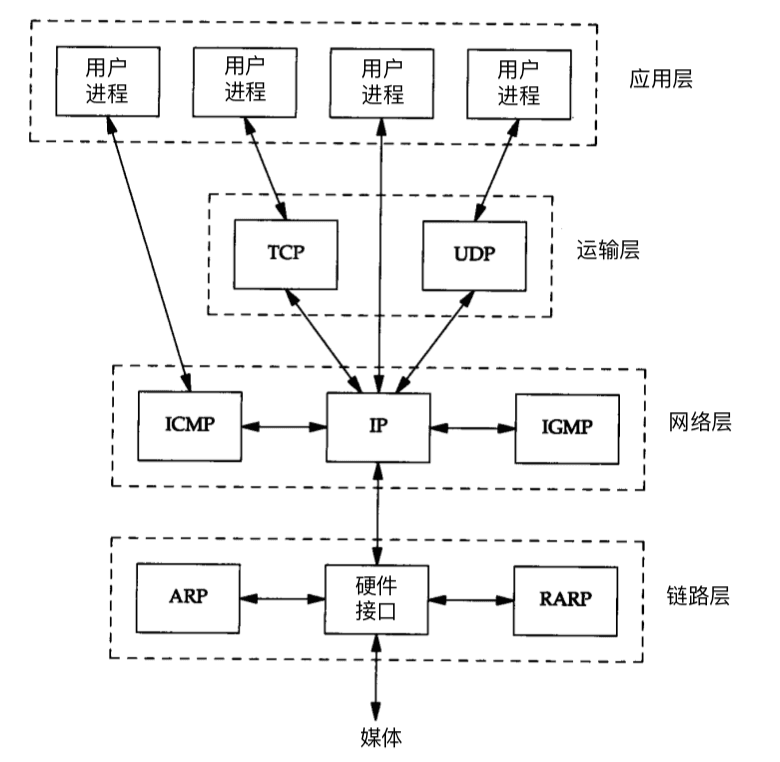 用户
进程
用户
进程
用户
进程
用户
进程
应用层
TCP
UDP
运输层
ICMP
IP
IGMP
网络层
ARP
硬件
接口
RARP
链路层
媒体